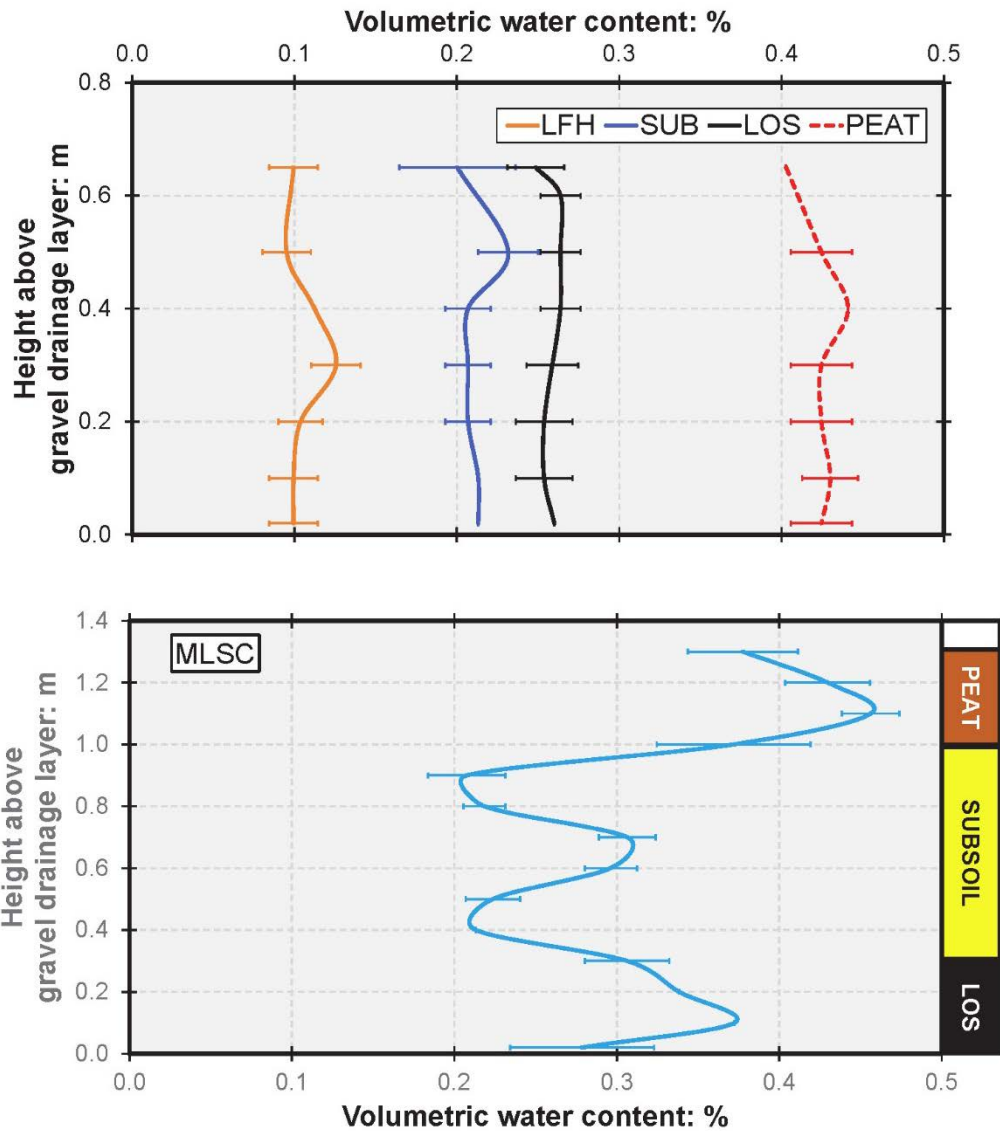 Volumetric water content: %
0.0 0.1 0.2 0.3 0.4 0.5
0.8
LFH SUB LOS PEAT
0.6
0.4
0.2
0.0
Height above
gravel drainage layer: m
1.4
MLSC
1.2
1.0
0.8
0.6
0.4
0.2
0.0
Height above
gravel drainage layer: m
PEAT
SUBSOIL
LOS
0.0 0.1 0.2 0.3 0.4 0.5
Volumetric water content: %